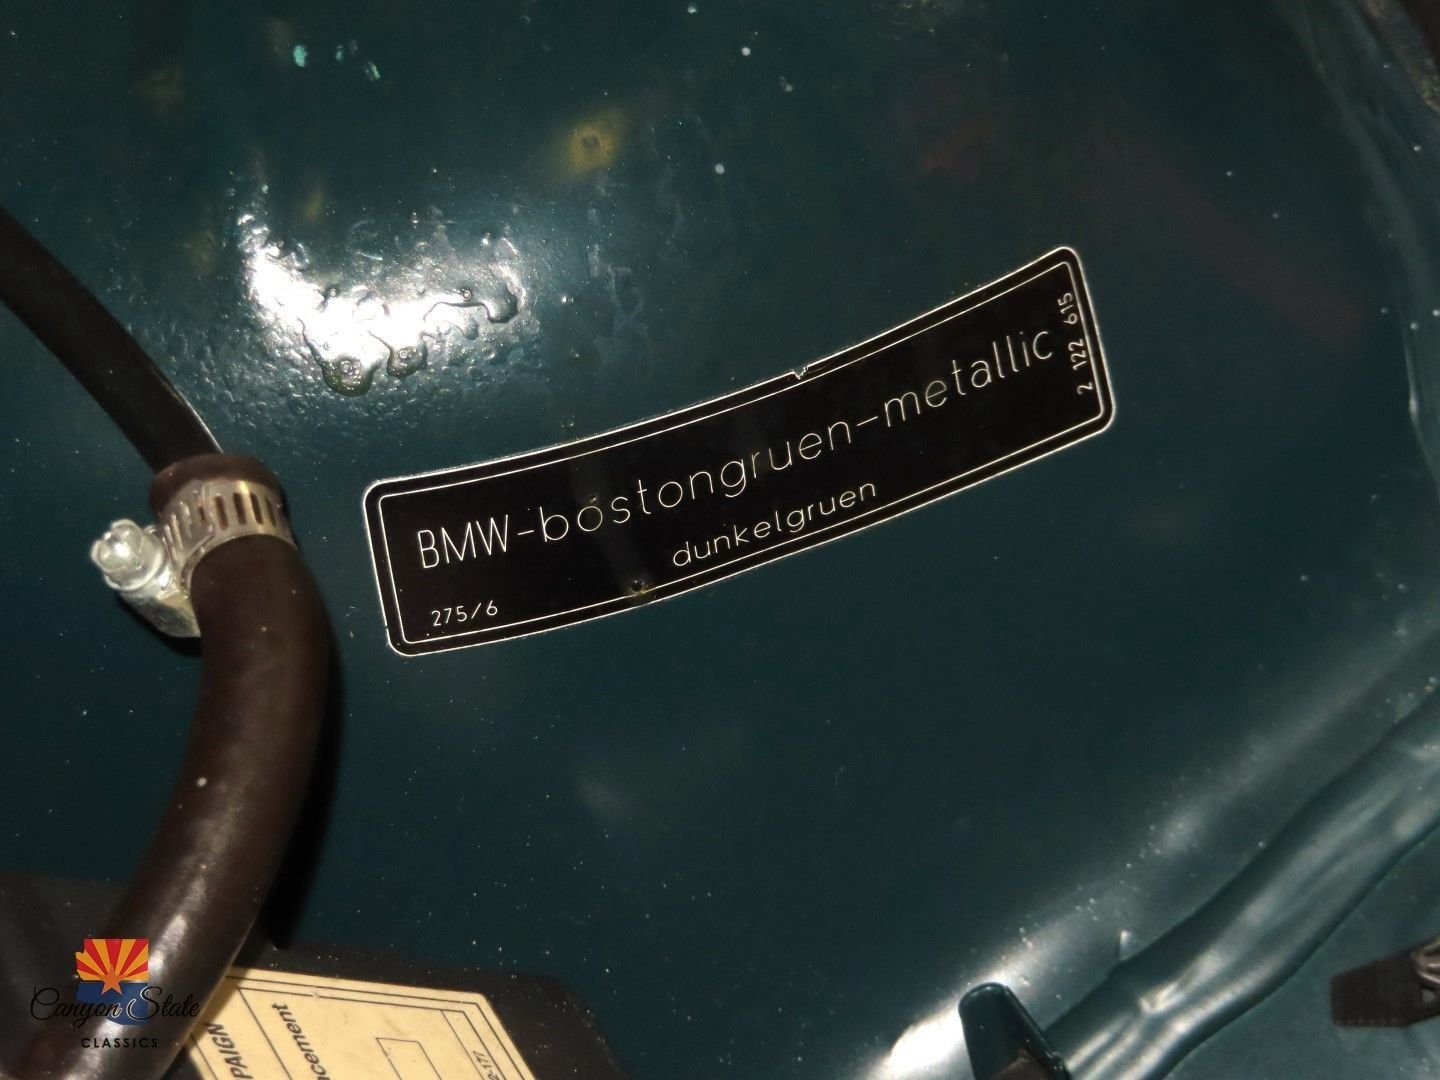 BMW-bostongruen-metallic
dunkelgruen
275/6
2 122 615
Canyon State
CLASSICS